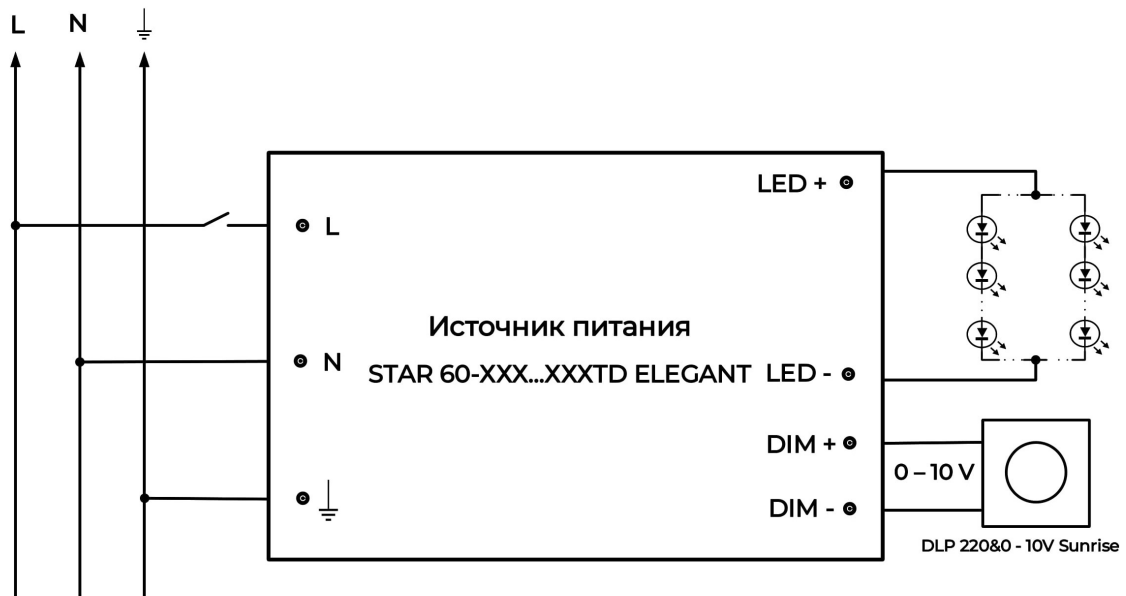 L N
LED +
L
Источник питания
N
STAR 60-XXX...XXXTD ELEGANT LED -
DIM +
0 – 10 V
DIM -
DLP 220&0 - 10V Sunrise